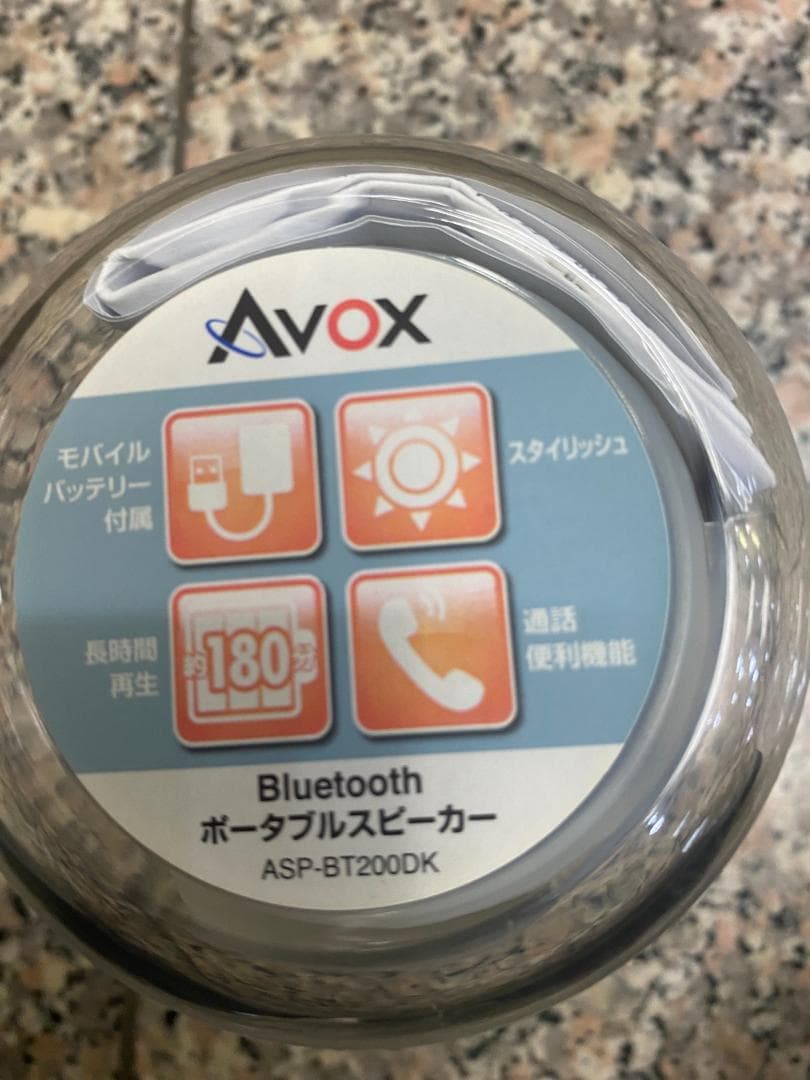 AVOX
モバイル
バッテリー
付属
スタイリッシュ
長時間
再生
約180分
通話
便利機能
Bluetooth
ポータブルスピーカー
ASP-BT200DK